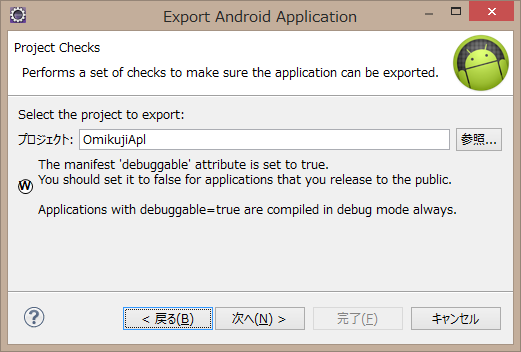 Export Android Application
Project Checks
Performs a set of checks to make sure the application can be exported.
Select the project to export:
プロジェクト: OmikujiApl 参照...
The manifest 'debuggable' attribute is set to true.
W You should set it to false for applications that you release to the public.
Applications with debuggable=true are compiled in debug mode always.
? < 戻る(B) 次へ(N) > 完了(F) キャンセル